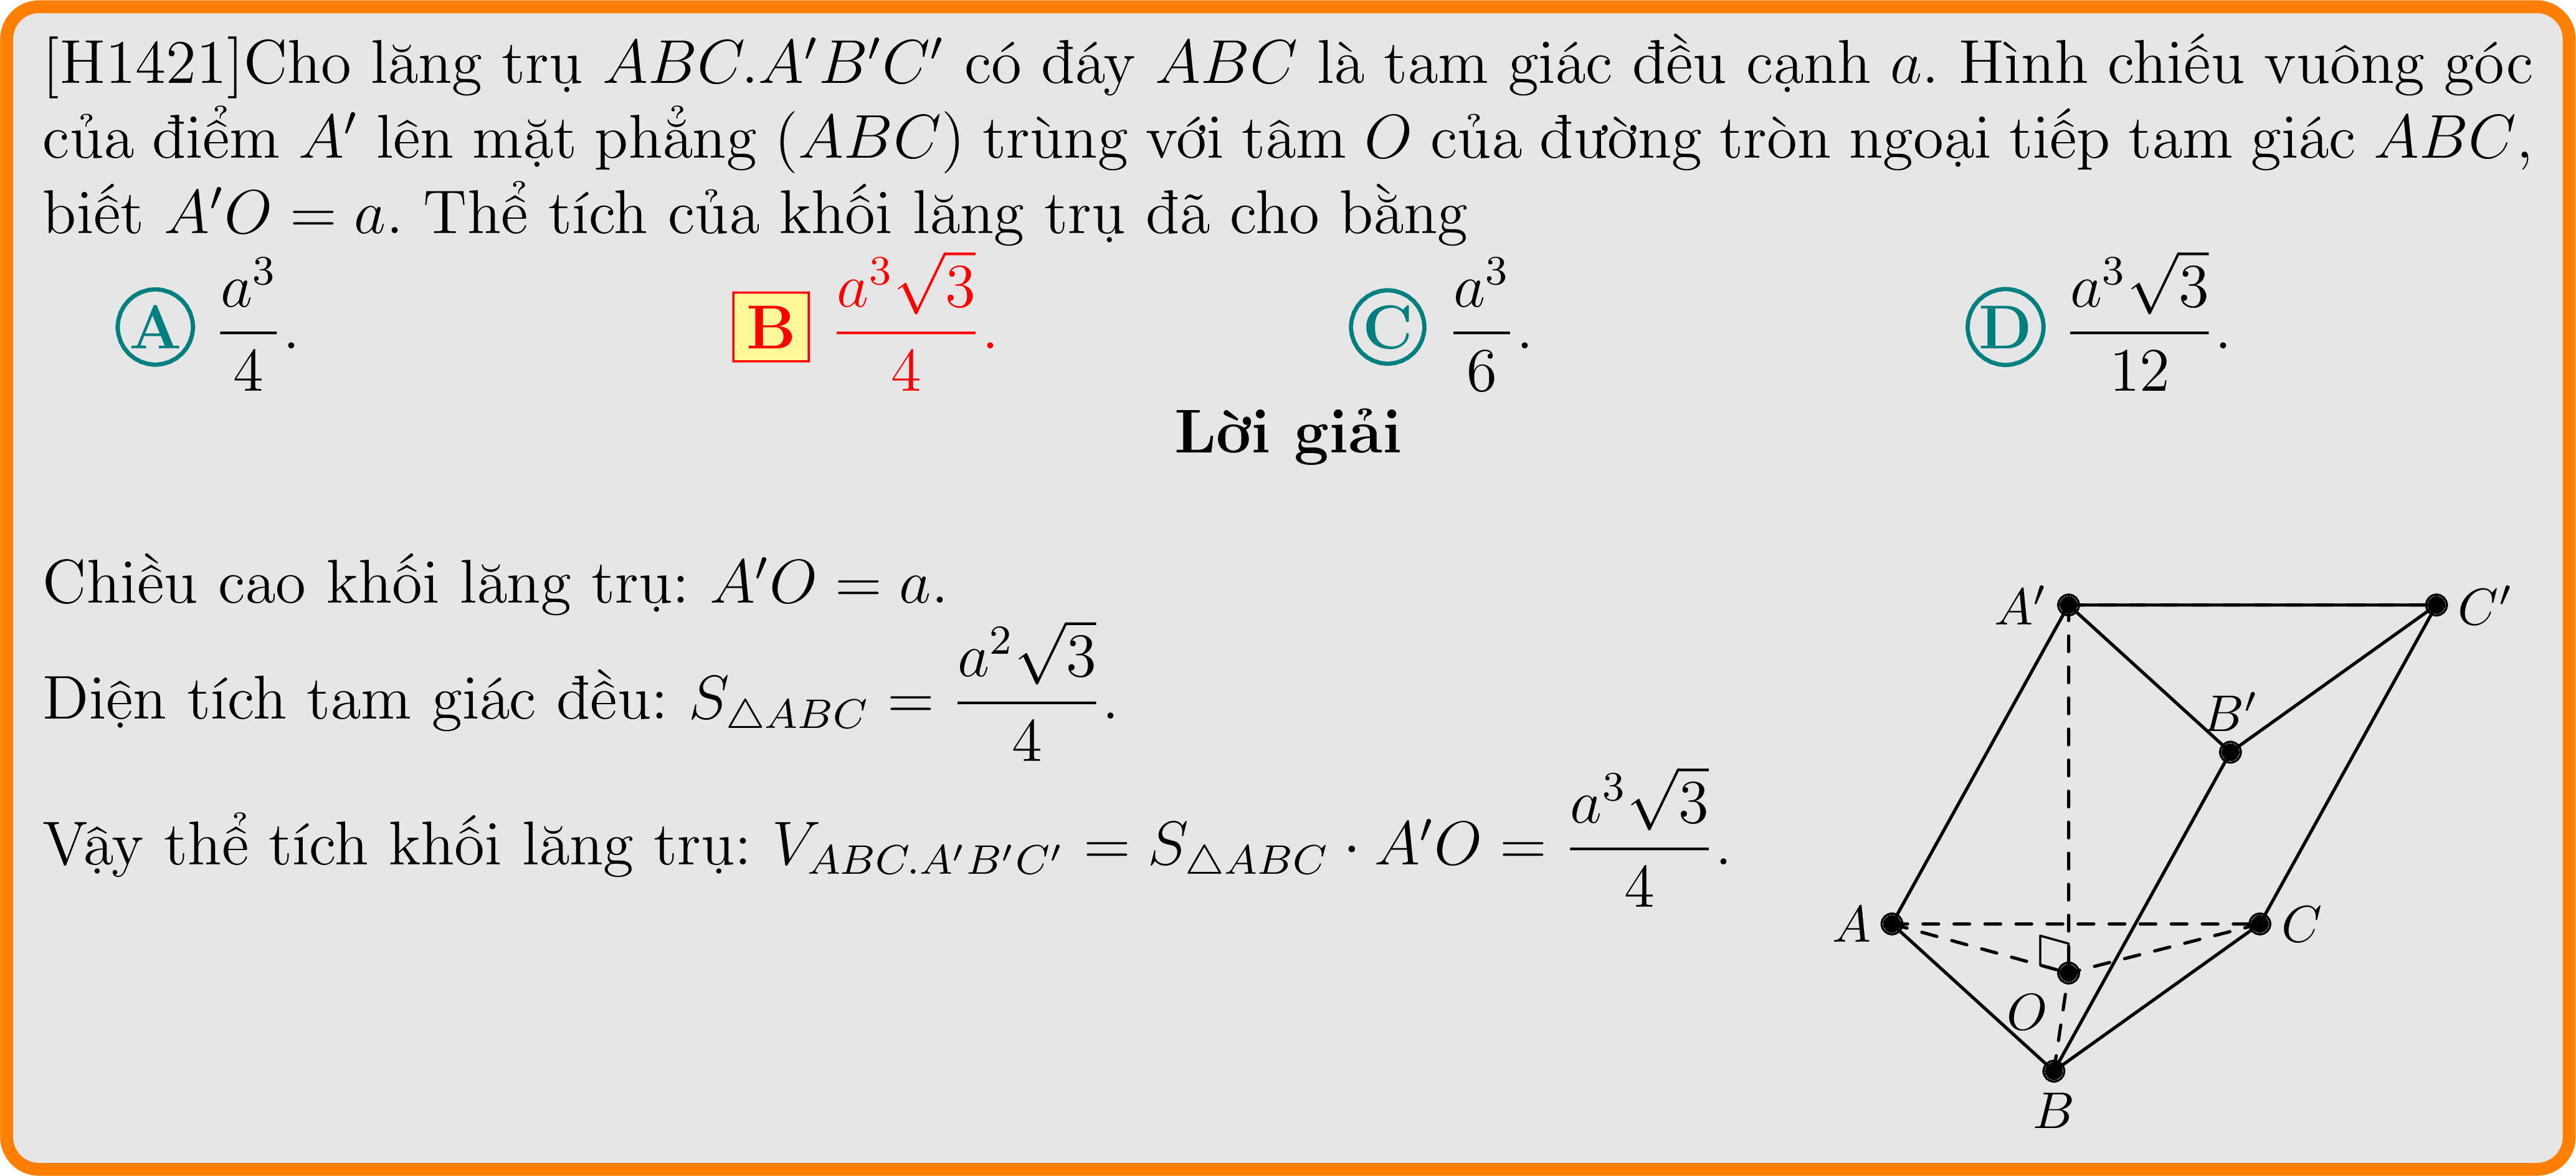 [H1421]Cho lăng trụ ABC.A′B′C′ có đáy ABC là tam giác đều cạnh a. Hình chiếu vuông góc
của điểm A′ lên mặt phẳng (ABC) trùng với tâm O của đường tròn ngoại tiếp tam giác ABC,
biết A′O = a. Thể tích của khối lăng trụ đã cho bằng
A \frac{a^3}{4}. B \frac{a^3\sqrt{3}}{4}. C \frac{a^3}{6}. D \frac{a^3\sqrt{3}}{12}.
Lời giải
Chiều cao khối lăng trụ: A′O = a.
Diện tích tam giác đều: S_{\triangle ABC} = \frac{a^2\sqrt{3}}{4}.
Vậy thể tích khối lăng trụ: V_{ABC.A′B′C′} = S_{\triangle ABC} · A′O = \frac{a^3\sqrt{3}}{4}.
A′
C′
B′
A
C
O
B